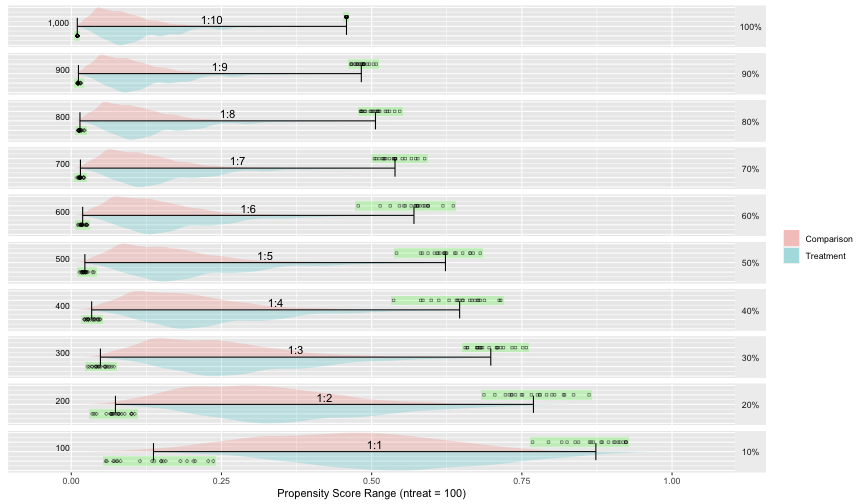 1,000 1:10 100%
900 1:9 90%
800 1:8 80%
700 1:7 70%
600 1:6 60%
500 1:5 50%
400 1:4 40%
300 1:3 30%
200 1:2 20%
100 1:1 10%
0.00 0.25 0.50 0.75 1.00
Propensity Score Range (ntreat = 100)
Comparison
Treatment